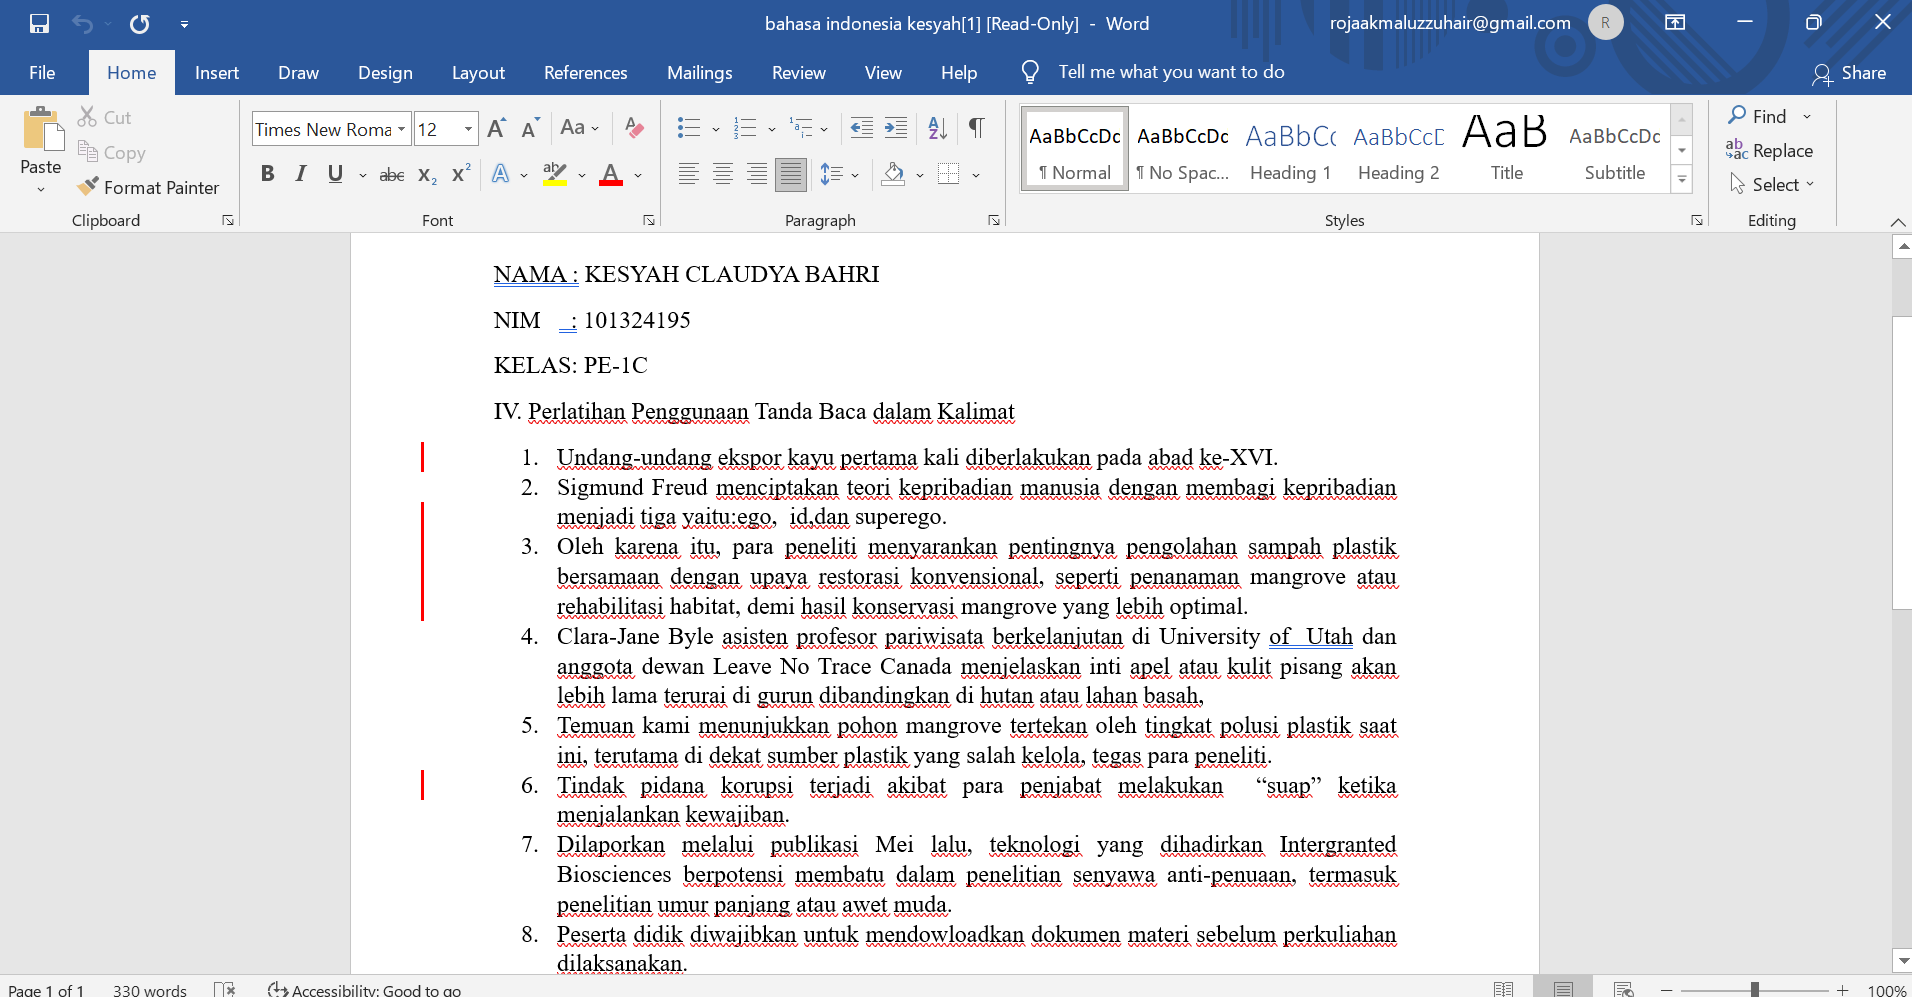 bahasa indonesia kesyah[1] [Read-Only] - Word
rojaakmaluzzuhair@gmail.com
R
File Home Insert Draw Design Layout References Mailings Review View Help Tell me what you want to do Share
Paste
Cut
Copy
Format Painter
Clipboard
Times New Roma 12
Font
Paragraph
AaBbCcDc AaBbCcDc AaBbCc AaBbCcD AaB AaBbCcDc
¶ Normal ¶ No Spac... Heading 1 Heading 2 Title Subtitle
Styles
Find
Replace
Select
Editing
NAMA : KESYAH CLAUDYA BAHRI
NIM : 101324195
KELAS: PE-1C
IV. Perlatihan Penggunaan Tanda Baca dalam Kalimat
1. Undang-undang ekspor kayu pertama kali diberlakukan pada abad ke-XVI.
2. Sigmund Freud menciptakan teori kepribadian manusia dengan membagi kepribadian
menjadi tiga yaitu:ego, id,dan superego.
3. Oleh karena itu, para peneliti menyarankan pentingnya pengolahan sampah plastik
bersamaan dengan upaya restorasi konvensional, seperti penanaman mangrove atau
rehabilitasi habitat, demi hasil konservasi mangrove yang lebih optimal.
4. Clara-Jane Byle asisten profesor pariwisata berkelanjutan di University of Utah dan
anggota dewan Leave No Trace Canada menjelaskan inti apel atau kulit pisang akan
lebih lama terurai di gurun dibandingkan di hutan atau lahan basah,
5. Temuan kami menunjukkan pohon mangrove tertekan oleh tingkat polusi plastik saat
ini, terutama di dekat sumber plastik yang salah kelola, tegas para peneliti.
6. Tindak pidana korupsi terjadi akibat para penjabat melakukan “suap” ketika
menjalankan kewajiban.
7. Dilaporkan melalui publikasi Mei lalu, teknologi yang dihadirkan Intergranted
Biosciences berpotensi membatu dalam penelitian senyawa anti-penuaan, termasuk
penelitian umur panjang atau awet muda.
8. Peserta didik diwajibkan untuk mendowloadkan dokumen materi sebelum perkuliahan
dilaksanakan.
Page 1 of 1 330 words Accessibility: Good to go 100%